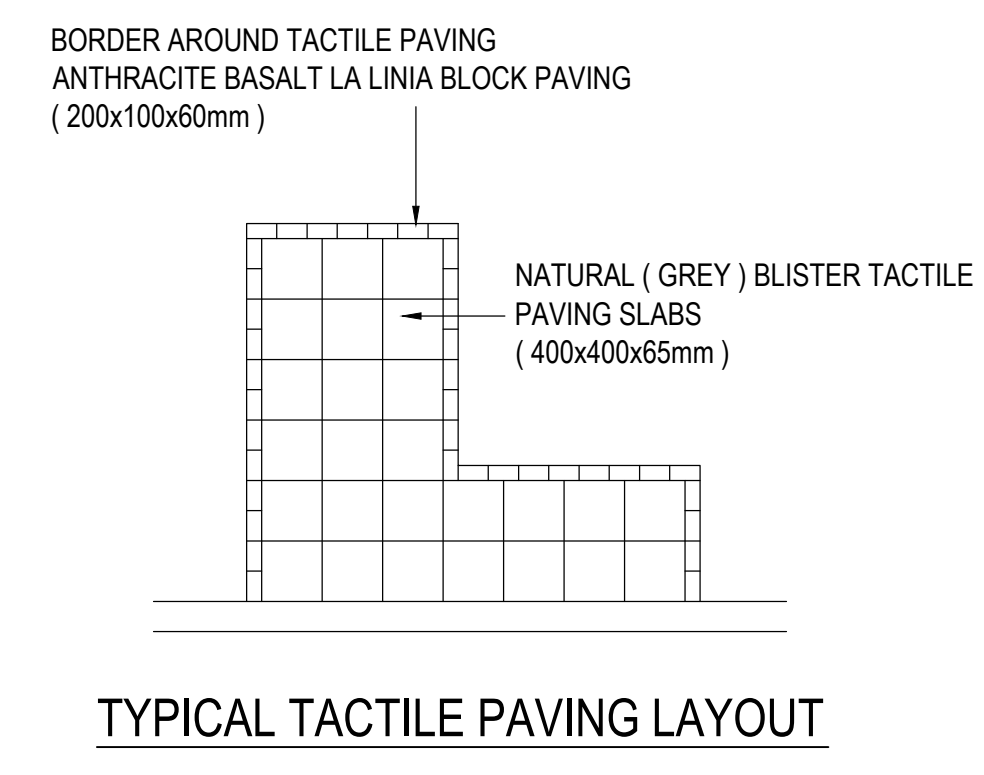 BORDER AROUND TACTILE PAVING
ANTHRACITE BASALT LA LINIA BLOCK PAVING
( 200x100x60mm )
NATURAL ( GREY ) BLISTER TACTILE
PAVING SLABS
( 400x400x65mm )
TYPICAL TACTILE PAVING LAYOUT